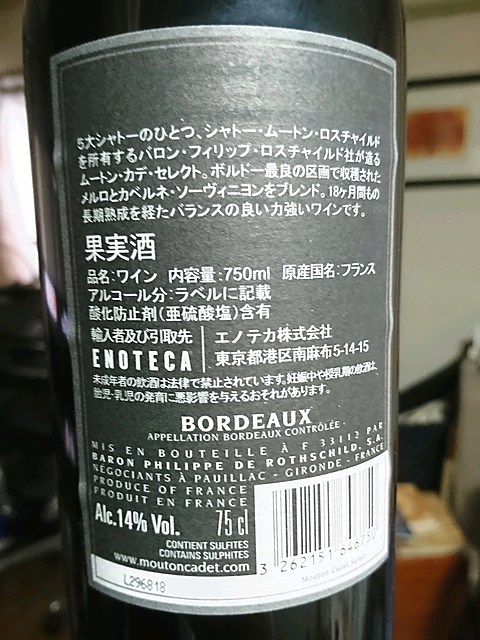 5大シャトーのひとつ、シャトー・ムートン・ロスチャイルド
を所有するバロン・フィリップ・ロスチャイルド社が造る
ムートン・カデ・セレクト。ボルドー最良の区画で収穫された
メルロとカベルネ・ソーヴィニヨンをブレンド。18ヶ月間もの
長期熟成を経たバランスの良い力強いワインです。
果実酒
品名:ワイン 内容量:750ml 原産国名:フランス
アルコール分:ラベルに記載
酸化防止剤(亜硫酸塩)含有
輸入者及び引取先 エノテカ株式会社
ENOTECA 東京都港区南麻布5-14-15
未成年者の飲酒は法律で禁止されています。妊娠中や授乳期の飲酒は、
胎児・乳児の発育に悪影響を与えるおそれがあります。
BORDEAUX
APPELLATION BORDEAUX CONTRÔLÉE
MIS EN BOUTEILLE À F 33112 PAR
BARON PHILIPPE DE ROTHSCHILD, S.A.
NÉGOCIANTS À PAUILLAC - GIRONDE - FRANCE
PRODUCE OF FRANCE
PRODUIT EN FRANCE
Alc.14% Vol. 75 cl
CONTIENT SULFITES
CONTAINS SULPHITES
www.moutoncadet.com
3 262151 646750
Mouton Cadet Select
L296818